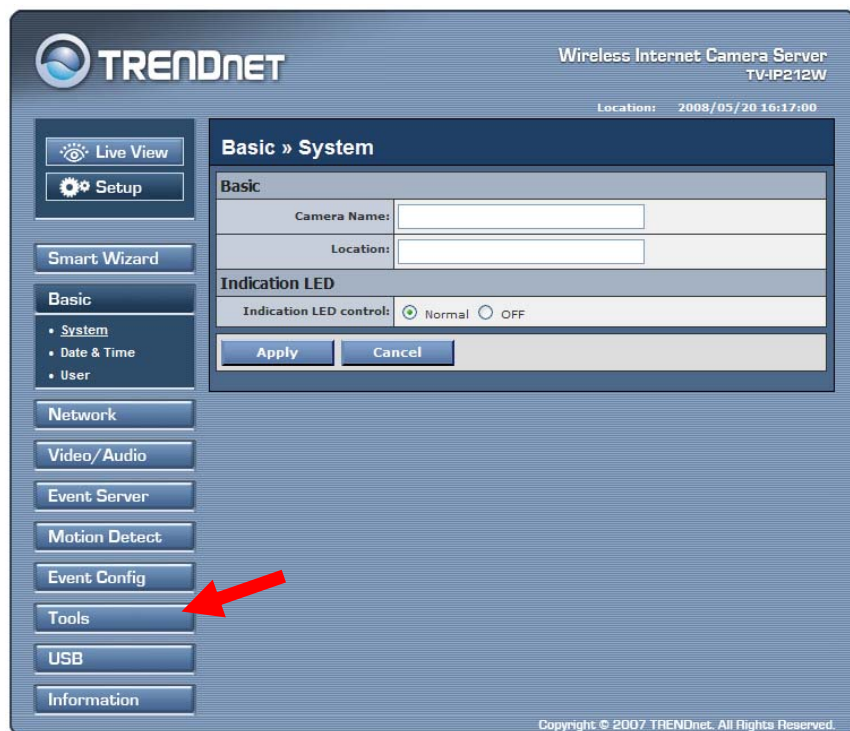 TRENDNET
Wireless Internet Camera Server
TV-IP212W
Location: 2008/05/20 16:17:00
Live View
Setup
Smart Wizard
Basic
• System
• Date & Time
• User
Network
Video/Audio
Event Server
Motion Detect
Event Config
Tools
USB
Information
Basic » System
Basic
Camera Name:
Location:
Indication LED
Indication LED control: Normal OFF
Apply Cancel
Copyright © 2007 TRENDnet. All Rights Reserved.